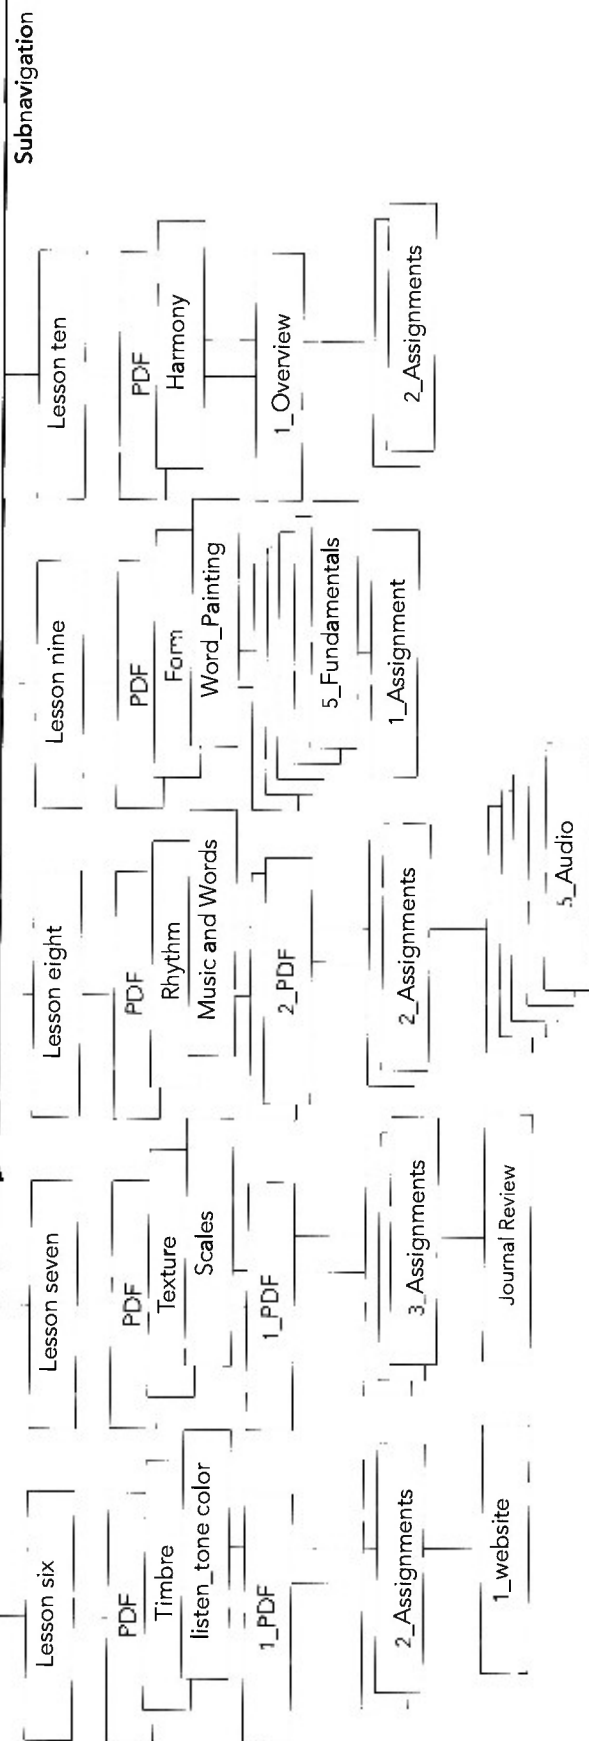 Subnavigation
Lesson six
PDF
Timbre
listen_tone color
1_PDF
2_Assignments
1_website
Lesson seven
PDF
Texture
Scales
1_PDF
3_Assignments
Journal Review
Lesson eight
PDF
Rhythm
Music and Words
2_PDF
2_Assignments
5_Audio
Lesson nine
PDF
Form
Word_Painting
5_Fundamentals
1_Assignment
Lesson ten
PDF
Harmony
1_Overview
2_Assignments